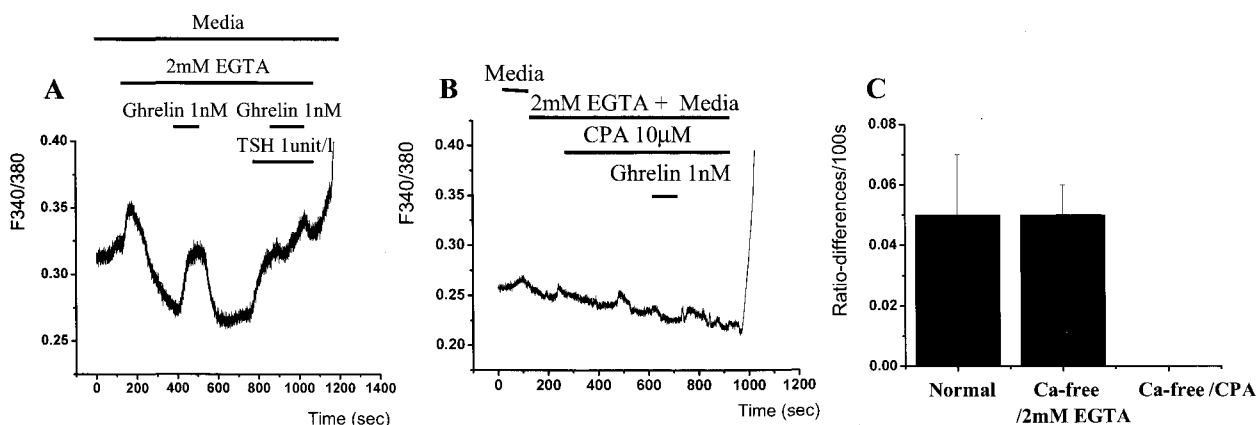 Media
2mM EGTA
A
Ghrelin 1nM Ghrelin 1nM
TSH 1unit/l
F340/380
0.40
0.35
0.30
0.25
0 200 400 600 800 1000 1200 1400
Time (sec)
B
Media
2mM EGTA + Media
CPA 10μM
Ghrelin 1nM
F340/380
0.40
0.35
0.30
0.25
0.20
0 200 400 600 800 1000 1200
Time (sec)
C
Ratio-differences/100s
0.08
0.06
0.04
0.02
0.00
Normal Ca-free Ca-free /CPA
/2mM EGTA